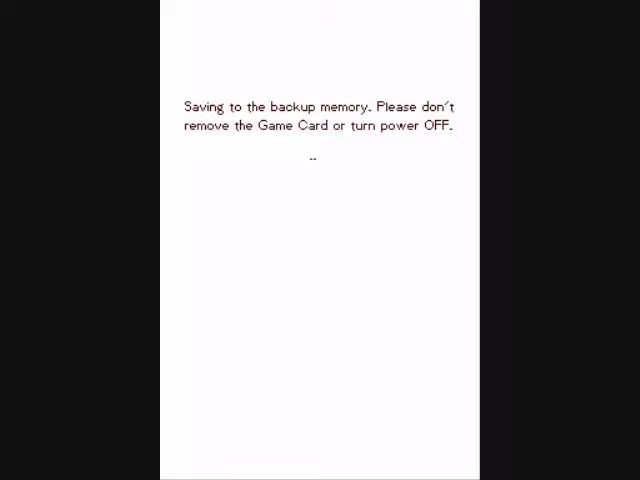 Saving to the backup memory. Please don't
remove the Game Card or turn power OFF.
--